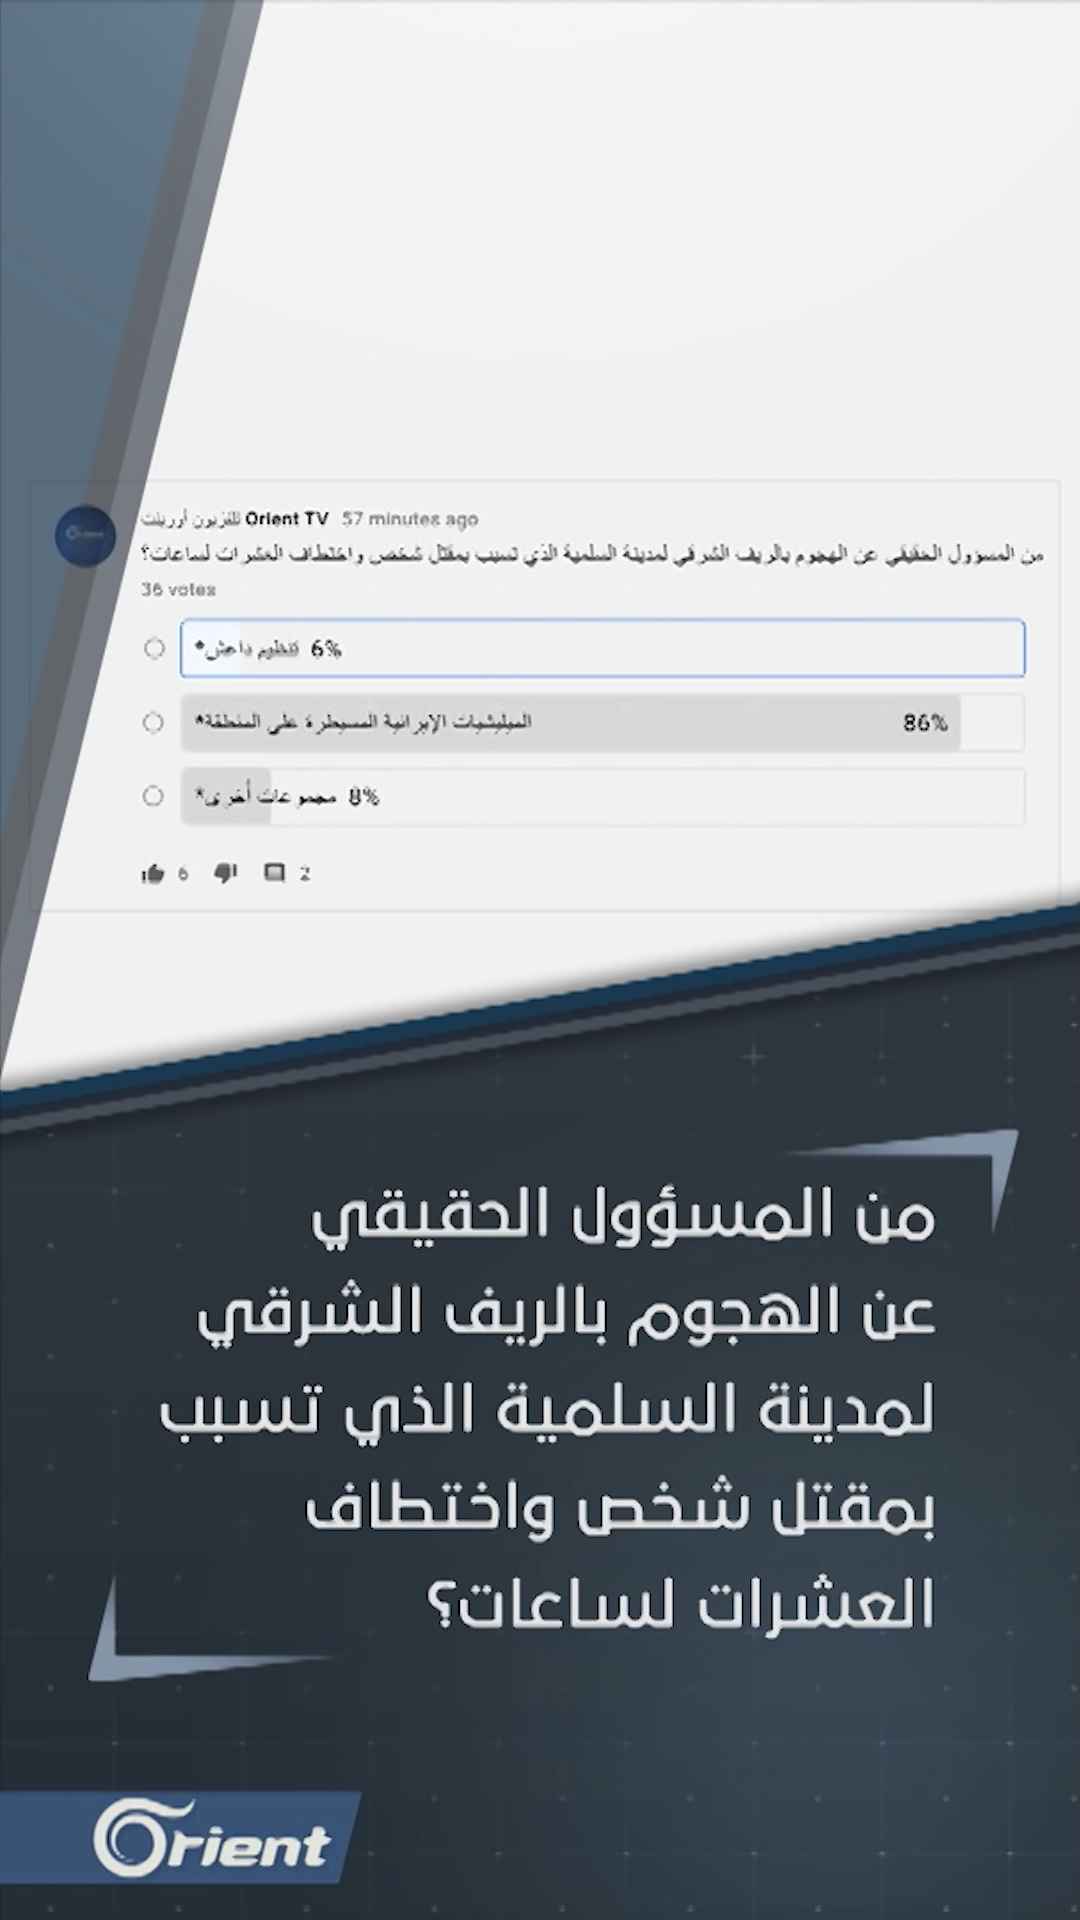 تلفزيون أورينت Orient TV 57 minutes ago
من المسؤول الحقيقي عن الهجوم بالريف الشرقي لمدينة السلمية الذي تسبب بمقتل شخص واختطاف العشرات لساعات؟
36 votes
*تنظيم داعش 6%
*الميليشيات الإيرانية المسيطرة على المنطقة 86%
*مجموعات أخرى 8%
6 2
من المسؤول الحقيقي
عن الهجوم بالريف الشرقي
لمدينة السلمية الذي تسبب
بمقتل شخص واختطاف
العشرات لساعات؟
Orient